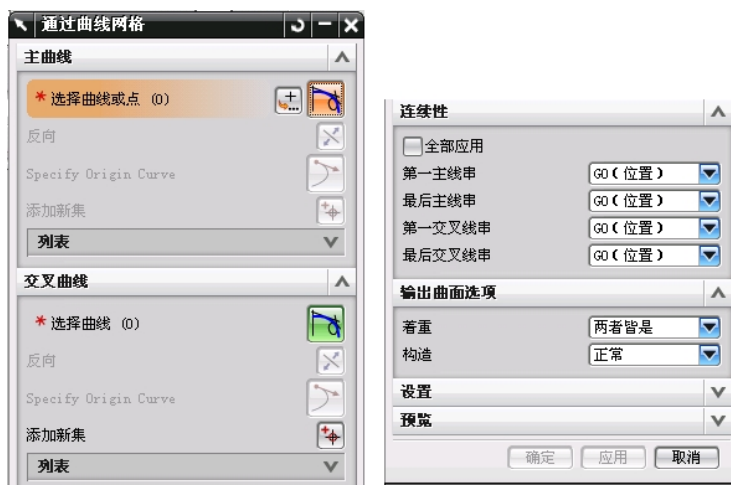 通过曲线网格
主曲线
* 选择曲线或点 (0)
反向
Specify Origin Curve
添加新集
列表
交叉曲线
* 选择曲线 (0)
反向
Specify Origin Curve
添加新集
列表
连续性
全部应用
第一主线串 G0(位置)
最后主线串 G0(位置)
第一交叉线串 G0(位置)
最后交叉线串 G0(位置)
输出曲面选项
着重 两者皆是
构造 正常
设置
预览
确定 应用 取消